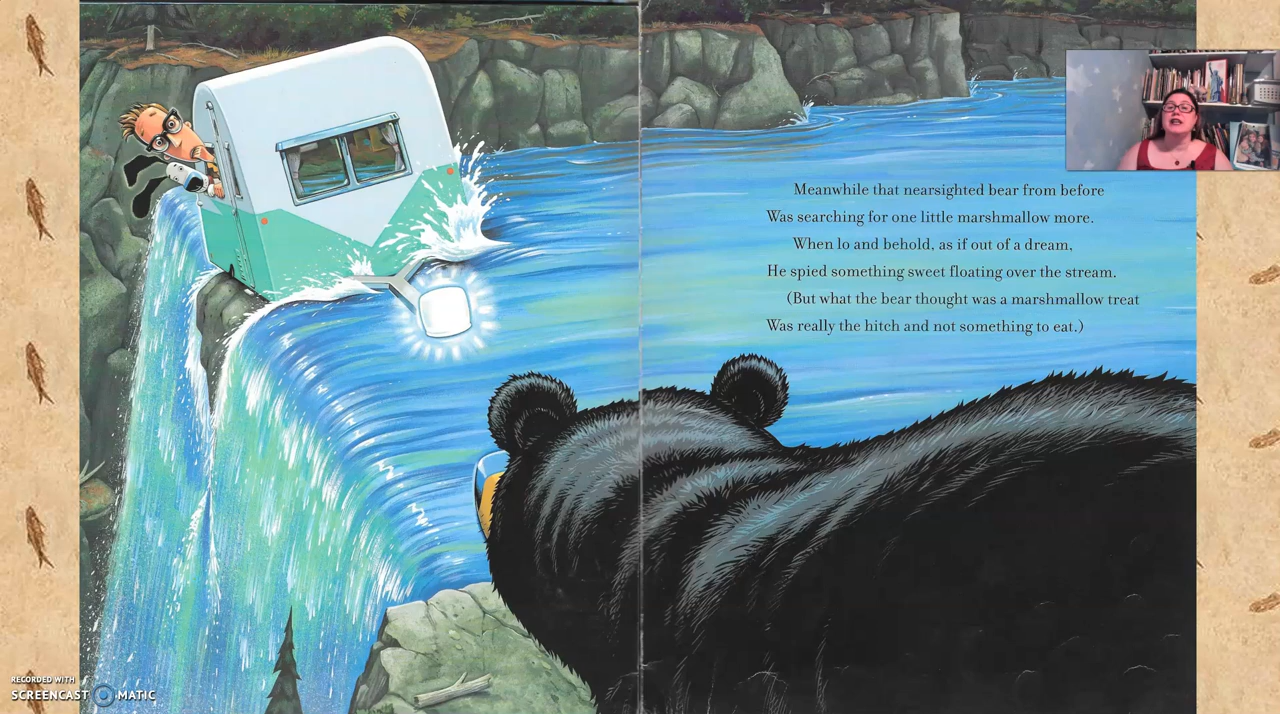 Meanwhile that nearsighted bear from before
Was searching for one little marshmallow more.
When lo and behold, as if out of a dream,
He spied something sweet floating over the stream.
(But what the bear thought was a marshmallow treat
Was really the hitch and not something to eat.)
RECORDED WITH
SCREENCAST MATIC